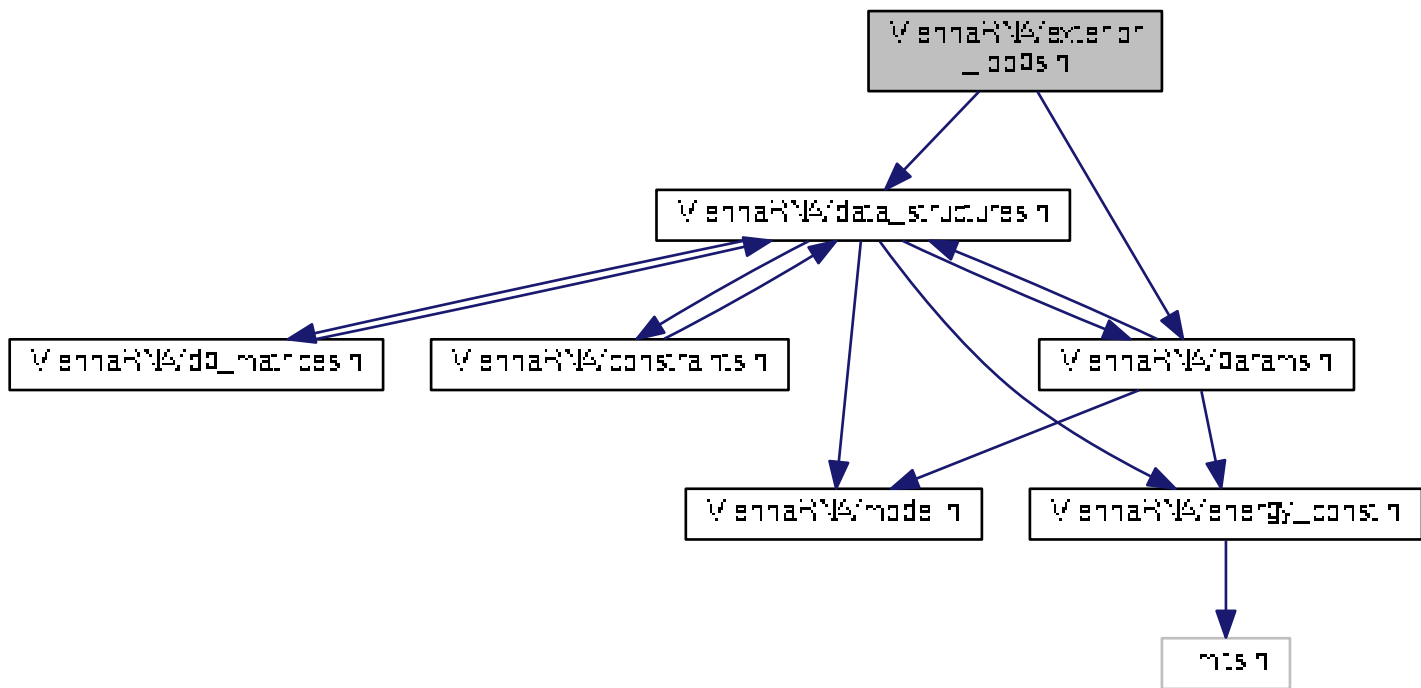 ViennaRNA/exterior
_loops.h
ViennaRNA/data_structures.h
ViennaRNA/dp_matrices.h
ViennaRNA/constraints.h
ViennaRNA/params.h
ViennaRNA/model.h
ViennaRNA/energy_const.h
limits.h